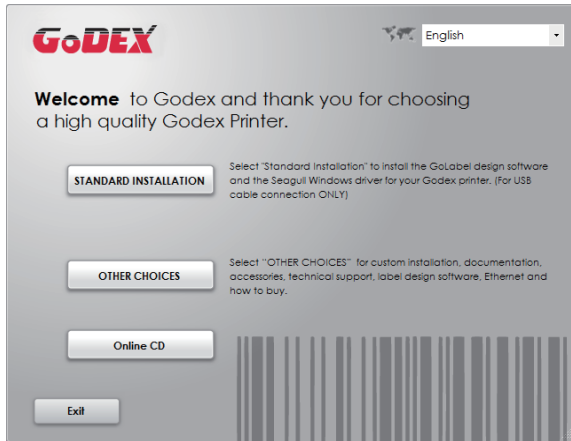 GoDEX
English
Welcome to Godex and thank you for choosing
a high quality Godex Printer.
STANDARD INSTALLATION
Select "Standard Installation" to install the GoLabel design software
and the Seagull Windows driver for your Godex printer. (For USB
cable connection ONLY)
OTHER CHOICES
Select "OTHER CHOICES" for custom installation, documentation,
accessories, technical support, label design software, Ethernet and
how to buy.
Online CD
Exit